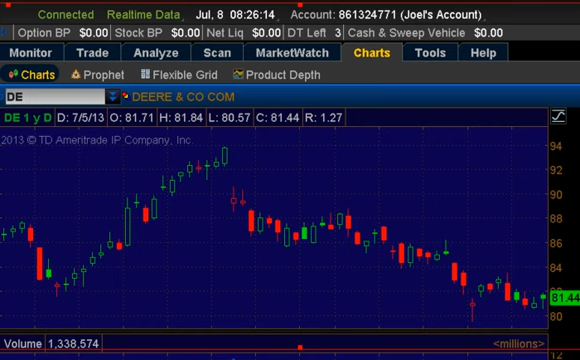 Connected Realtime Data Jul, 8 08:26:14 Account: 861324771 (Joel's Account)
Option BP $0.00 Stock BP $0.00 Net Liq $0.00 DT Left 3 Cash & Sweep Vehicle $0.00
Monitor Trade Analyze Scan MarketWatch Charts Tools Help
Charts Prophet Flexible Grid Product Depth
DE DEERE & CO COM
DE 1 y D D: 7/5/13 O: 81.71 H: 81.84 L: 80.57 C: 81.44 R: 1.27
2013 © TD Ameritrade IP Company, Inc.
94
92
90
88
86
84
82
81.44
80
Volume 1,338,574 <millions>
12